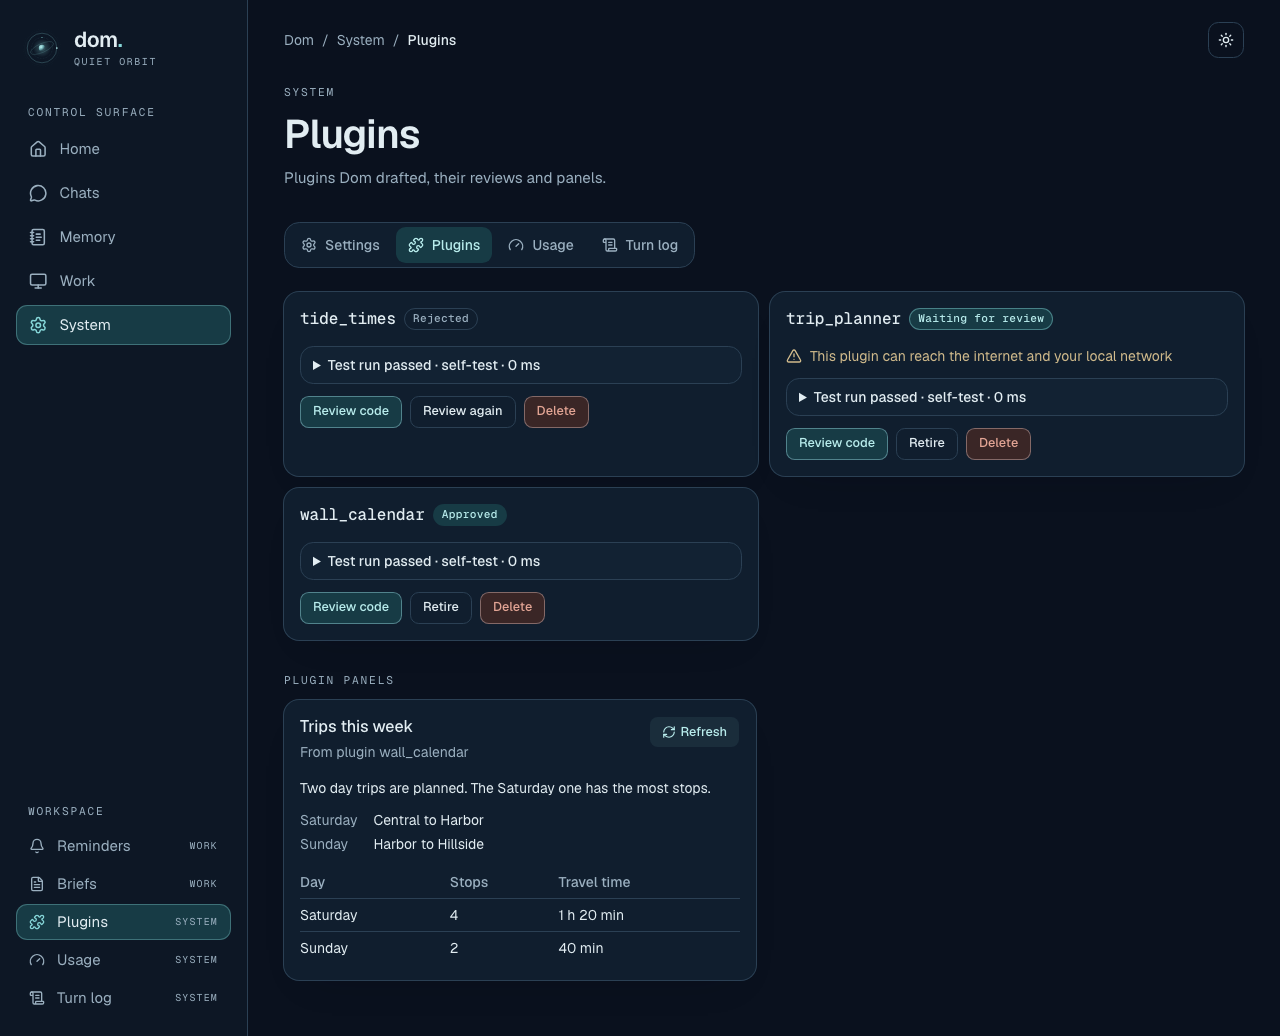 dom.
QUIET ORBIT
CONTROL SURFACE
Home
Chats
Memory
Work
System
WORKSPACE
Reminders WORK
Briefs WORK
Plugins SYSTEM
Usage SYSTEM
Turn log SYSTEM
Dom / System / Plugins
SYSTEM
Plugins
Plugins Dom drafted, their reviews and panels.
Settings Plugins Usage Turn log
tide_times Rejected
Test run passed · self-test · 0 ms
Review code Review again Delete
trip_planner Waiting for review
This plugin can reach the internet and your local network
Test run passed · self-test · 0 ms
Review code Retire Delete
wall_calendar Approved
Test run passed · self-test · 0 ms
Review code Retire Delete
PLUGIN PANELS
Trips this week
Refresh
From plugin wall_calendar
Two day trips are planned. The Saturday one has the most stops.
Saturday Central to Harbor
Sunday Harbor to Hillside
Day Stops Travel time
Saturday 4 1 h 20 min
Sunday 2 40 min